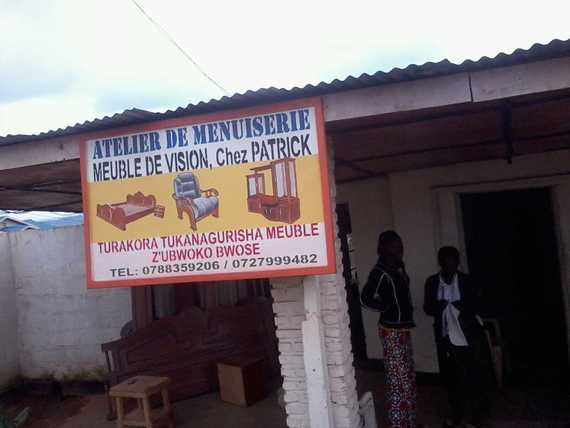 ATELIER DE MENUISERIE
MEUBLE DE VISION, Chez PATRICK
TURAKORA TUKANAGURISHA MEUBLE
Z'UBWOKO BWOSE
TEL: 0788359206 / 0727999482